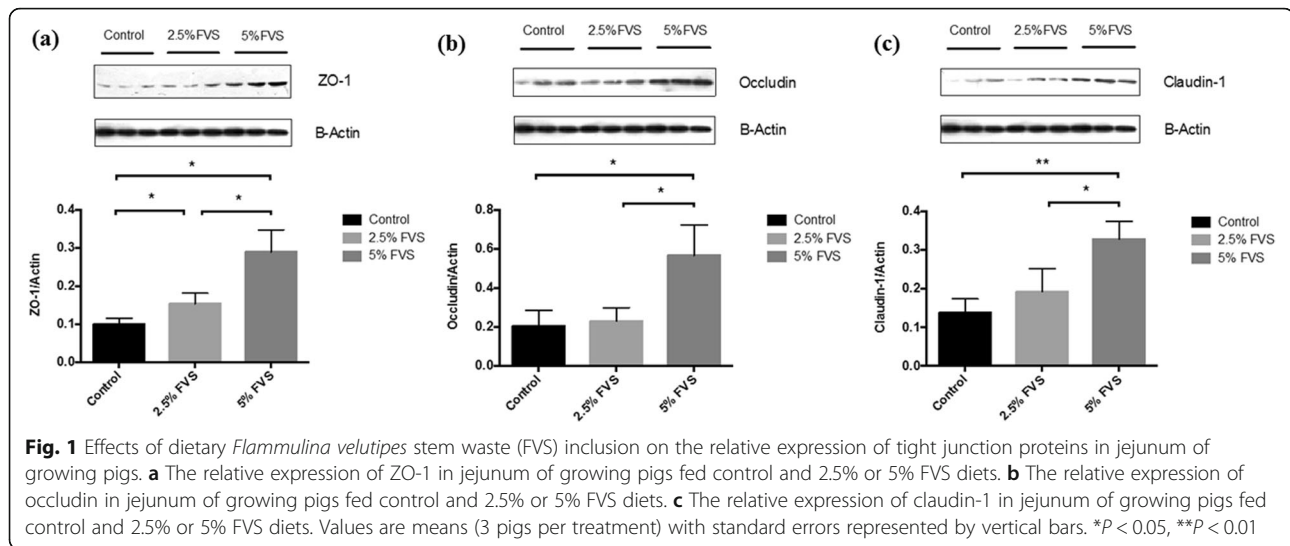 (a)
Control 2.5% FVS 5% FVS
ZO-1
B-Actin
*
* *
ZO-1/Actin
0.4
0.3
0.2
0.1
0.0
Control
2.5% FVS
5% FVS
Control
2.5% FVS
5% FVS
(b)
Control 2.5% FVS 5% FVS
Occludin
B-Actin
*
*
Occludin/Actin
0.8
0.6
0.4
0.2
0.0
Control
2.5% FVS
5% FVS
Control
2.5% FVS
5% FVS
(c)
Control 2.5% FVS 5% FVS
Claudin-1
B-Actin
**
*
Claudin-1/Actin
0.4
0.3
0.2
0.1
0.0
Control
2.5% FVS
5% FVS
Control
2.5% FVS
5% FVS
Fig. 1 Effects of dietary Flammulina velutipes stem waste (FVS) inclusion on the relative expression of tight junction proteins in jejunum of
growing pigs. a The relative expression of ZO-1 in jejunum of growing pigs fed control and 2.5% or 5% FVS diets. b The relative expression of
occludin in jejunum of growing pigs fed control and 2.5% or 5% FVS diets. c The relative expression of claudin-1 in jejunum of growing pigs fed
control and 2.5% or 5% FVS diets. Values are means (3 pigs per treatment) with standard errors represented by vertical bars. *P < 0.05, **P < 0.01